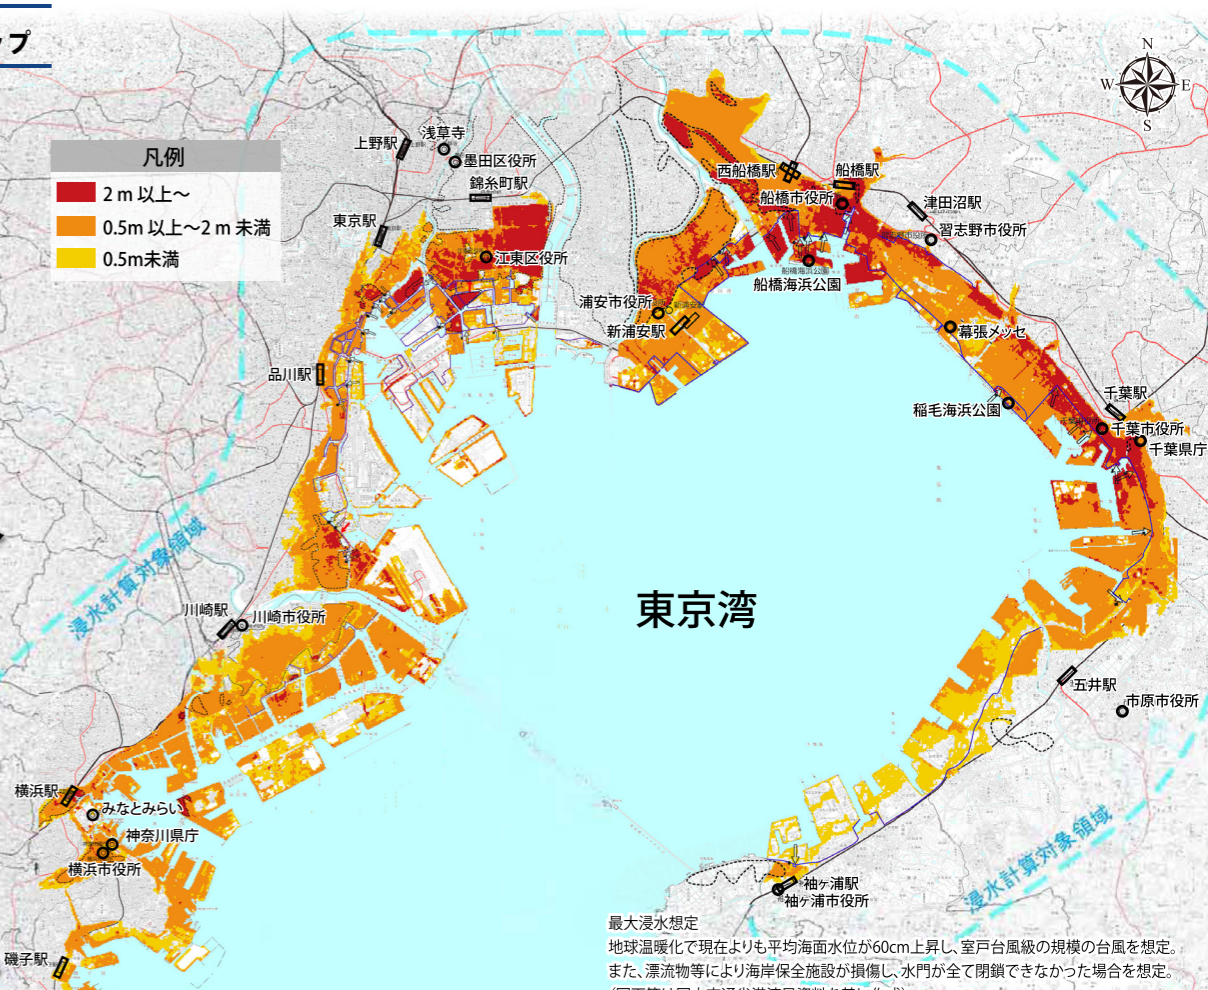 ップ
N
W
E
S
凡例
2 m 以上～
0.5m 以上～2 m 未満
0.5m未満
上野駅
浅草寺
墨田区役所
錦糸町駅
東京駅
江東区役所
品川駅
西船橋駅
船橋駅
船橋市役所
津田沼駅
習志野市役所
船橋海浜公園
船橋海浜公園
浦安市役所
新浦安駅
幕張メッセ
稲毛海浜公園
千葉駅
千葉市役所
千葉県庁
浸水計算対象領域
川崎駅
川崎市役所
東京湾
五井駅
市原市役所
横浜駅
みなとみらい
神奈川県庁
横浜市役所
磯子駅
浸水計算対象領域
袖ヶ浦駅
袖ヶ浦市役所
最大浸水想定
地球温暖化で現在よりも平均海面水位が60cm上昇し、室戸台風級の規模の台風を想定。
また、漂流物等により海岸保全施設が損傷し、水門が全て閉鎖できなかった場合を想定。